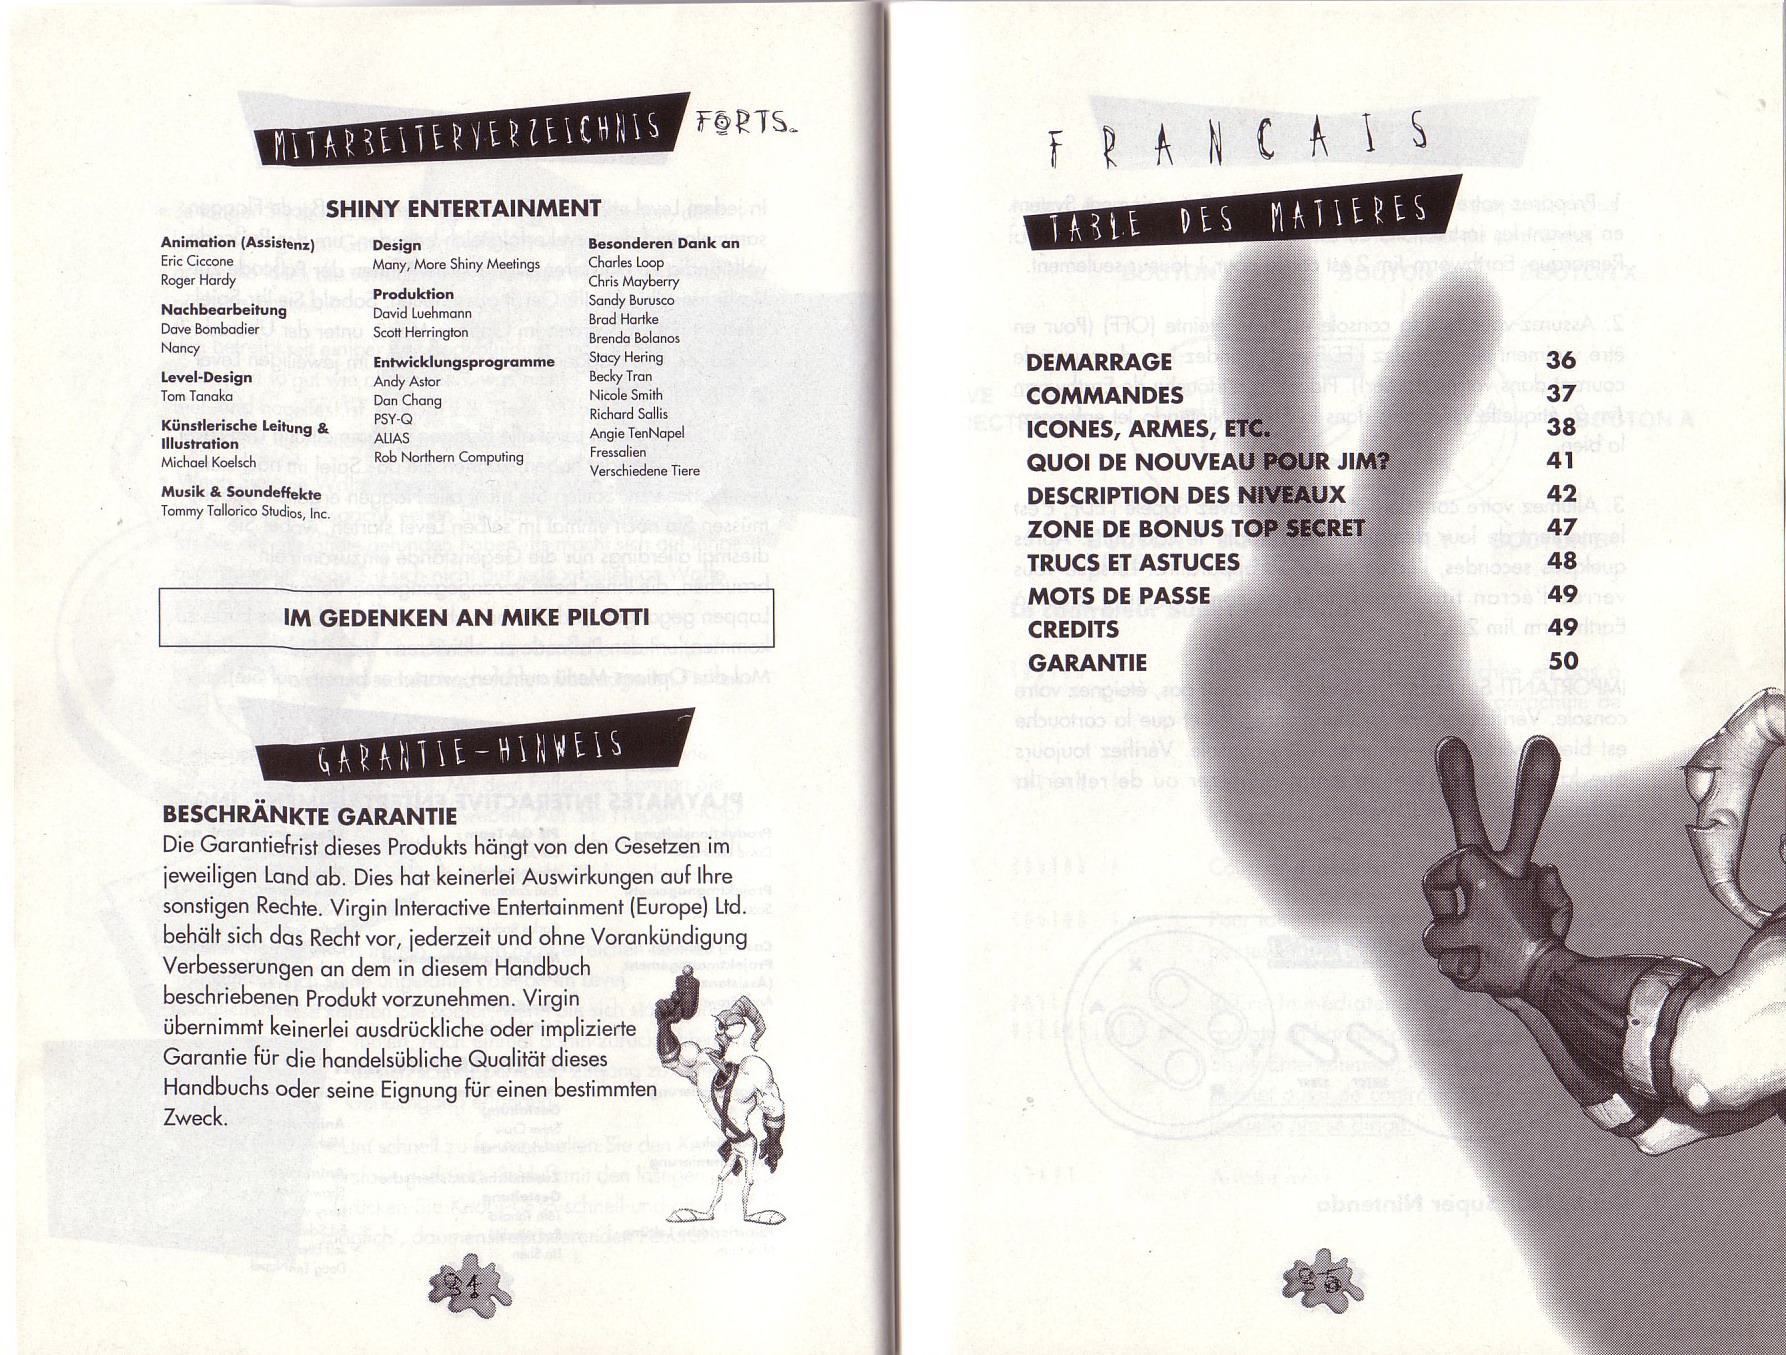 MITARBEITERVERZEICHNIS FORTS.
SHINY ENTERTAINMENT
Animation (Assistenz)
Eric Ciccone
Roger Hardy
Nachbearbeitung
Dave Bombadier
Nancy
Level-Design
Tom Tanaka
Künstlerische Leitung &
Illustration
Michael Koelsch
Musik & Soundeffekte
Tommy Tallorico Studios, Inc.
Design
Many, More Shiny Meetings
Produktion
David Luehmann
Scott Herrington
Entwicklungsprogramme
Andy Astor
Dan Chang
PSY-Q
ALIAS
Rob Northern Computing
Besonderen Dank an
Charles Loop
Chris Mayberry
Sandy Burusco
Brad Hartke
Brenda Bolanos
Stacy Hering
Becky Tran
Nicole Smith
Richard Sallis
Angie TenNapel
Fressalien
Verschiedene Tiere
IM GEDENKEN AN MIKE PILOTTI
GARANTIE-HINWEIS
BESCHRÄNKTE GARANTIE
Die Garantiefrist dieses Produkts hängt von den Gesetzen im
jeweiligen Land ab. Dies hat keinerlei Auswirkungen auf Ihre
sonstigen Rechte. Virgin Interactive Entertainment (Europe) Ltd.
behält sich das Recht vor, jederzeit und ohne Vorankündigung
Verbesserungen an dem in diesem Handbuch
beschriebenen Produkt vorzunehmen. Virgin
übernimmt keinerlei ausdrückliche oder implizierte
Garantie für die handelsübliche Qualität dieses
Handbuchs oder seine Eignung für einen bestimmten
Zweck.
34
FRANCAIS
TABLE DES MATIERES
DEMARRAGE 36
COMMANDES 37
ICONES, ARMES, ETC. 38
QUOI DE NOUVEAU POUR JIM? 41
DESCRIPTION DES NIVEAUX 42
ZONE DE BONUS TOP SECRET 47
TRUCS ET ASTUCES 48
MOTS DE PASSE 49
CREDITS 49
GARANTIE 50
35